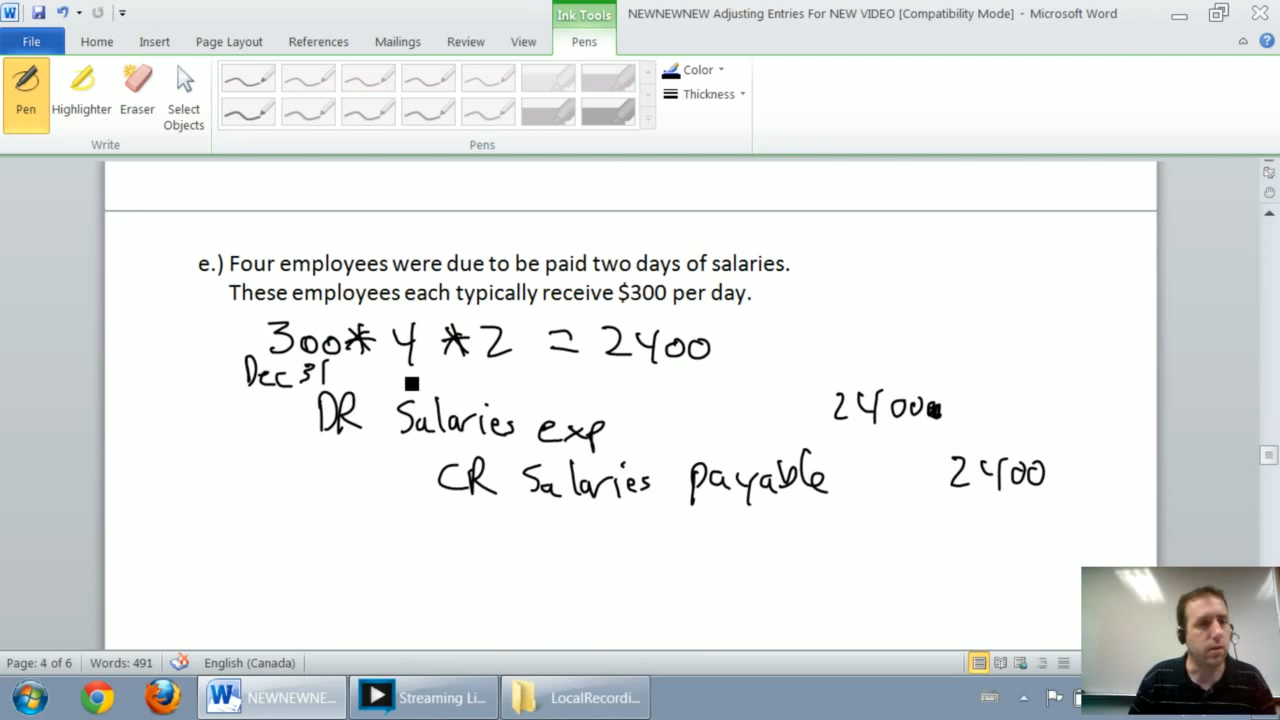 NEWNEWNEW Adjusting Entries For NEW VIDEO [Compatibility Mode] - Microsoft Word
Ink Tools
File Home Insert Page Layout References Mailings Review View Pens
Pen Highlighter Eraser Select Objects
Color
Thickness
Write Pens
e.) Four employees were due to be paid two days of salaries.
These employees each typically receive $300 per day.
300 * 4 * 2 = 2400
Dec 31
DR Salaries exp 2400
CR Salaries payable 2400
Page: 4 of 6 Words: 491 English (Canada)
NEWNEWNE... Streaming Li... LocalRecordi...